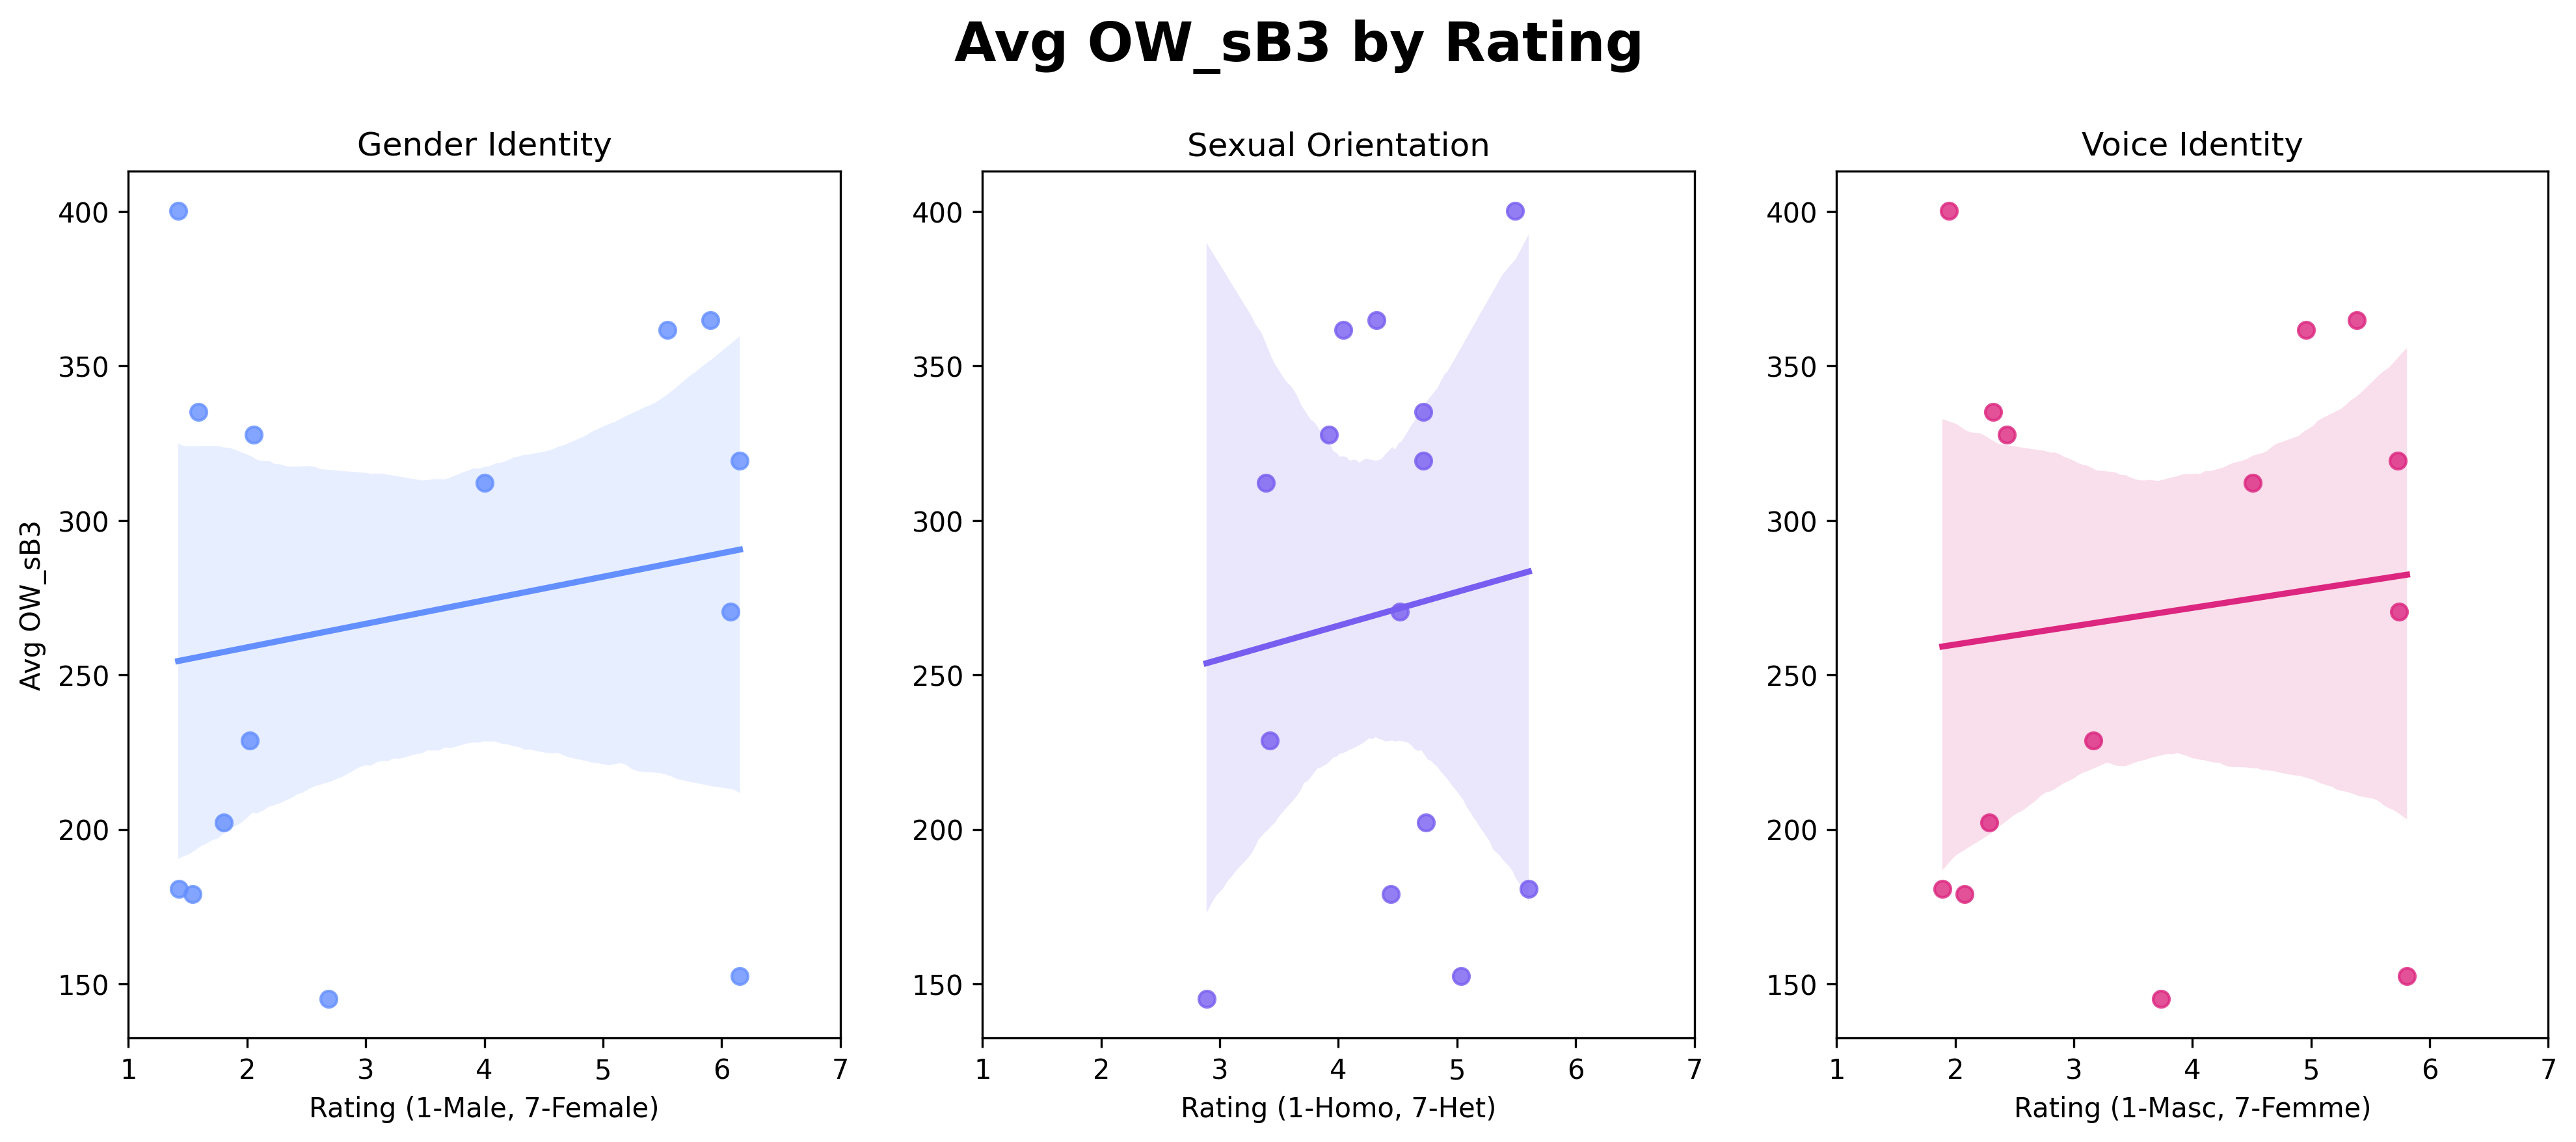 Avg OW_sB3 by Rating
Gender Identity
Sexual Orientation
Voice Identity
Avg OW_sB3
400
350
300
250
200
150
1 2 3 4 5 6 7
Rating (1-Male, 7-Female)
400
350
300
250
200
150
1 2 3 4 5 6 7
Rating (1-Homo, 7-Het)
400
350
300
250
200
150
1 2 3 4 5 6 7
Rating (1-Masc, 7-Femme)